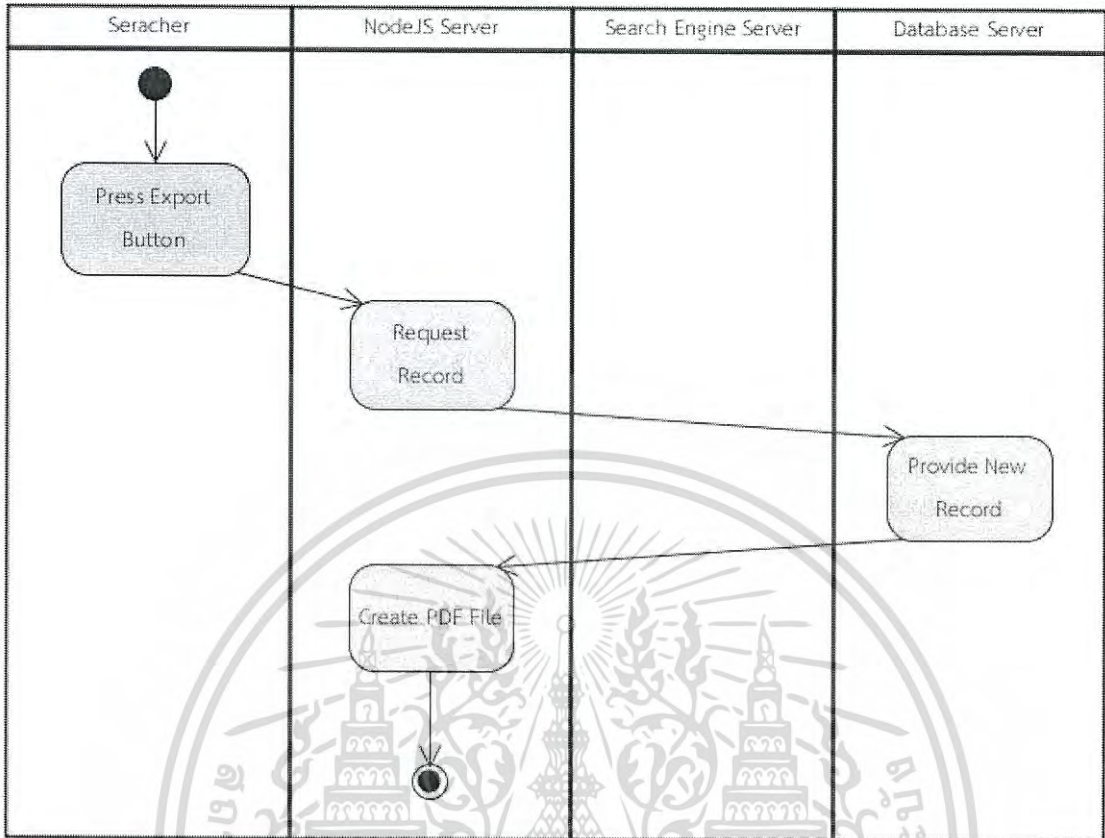 Seracher
NodeJS Server
Search Engine Server
Database Server
Press Export
Button
Request
Record
Provide New
Record
Create PDF File